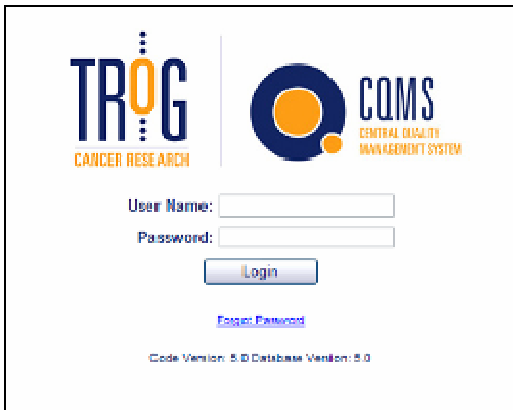 TROG
CANCER RESEARCH
CQMS
CENTRAL QUALITY
MANAGEMENT SYSTEM
User Name:
Password:
Login
Forgot Password
Code Version: 5.0 Database Version: 5.0